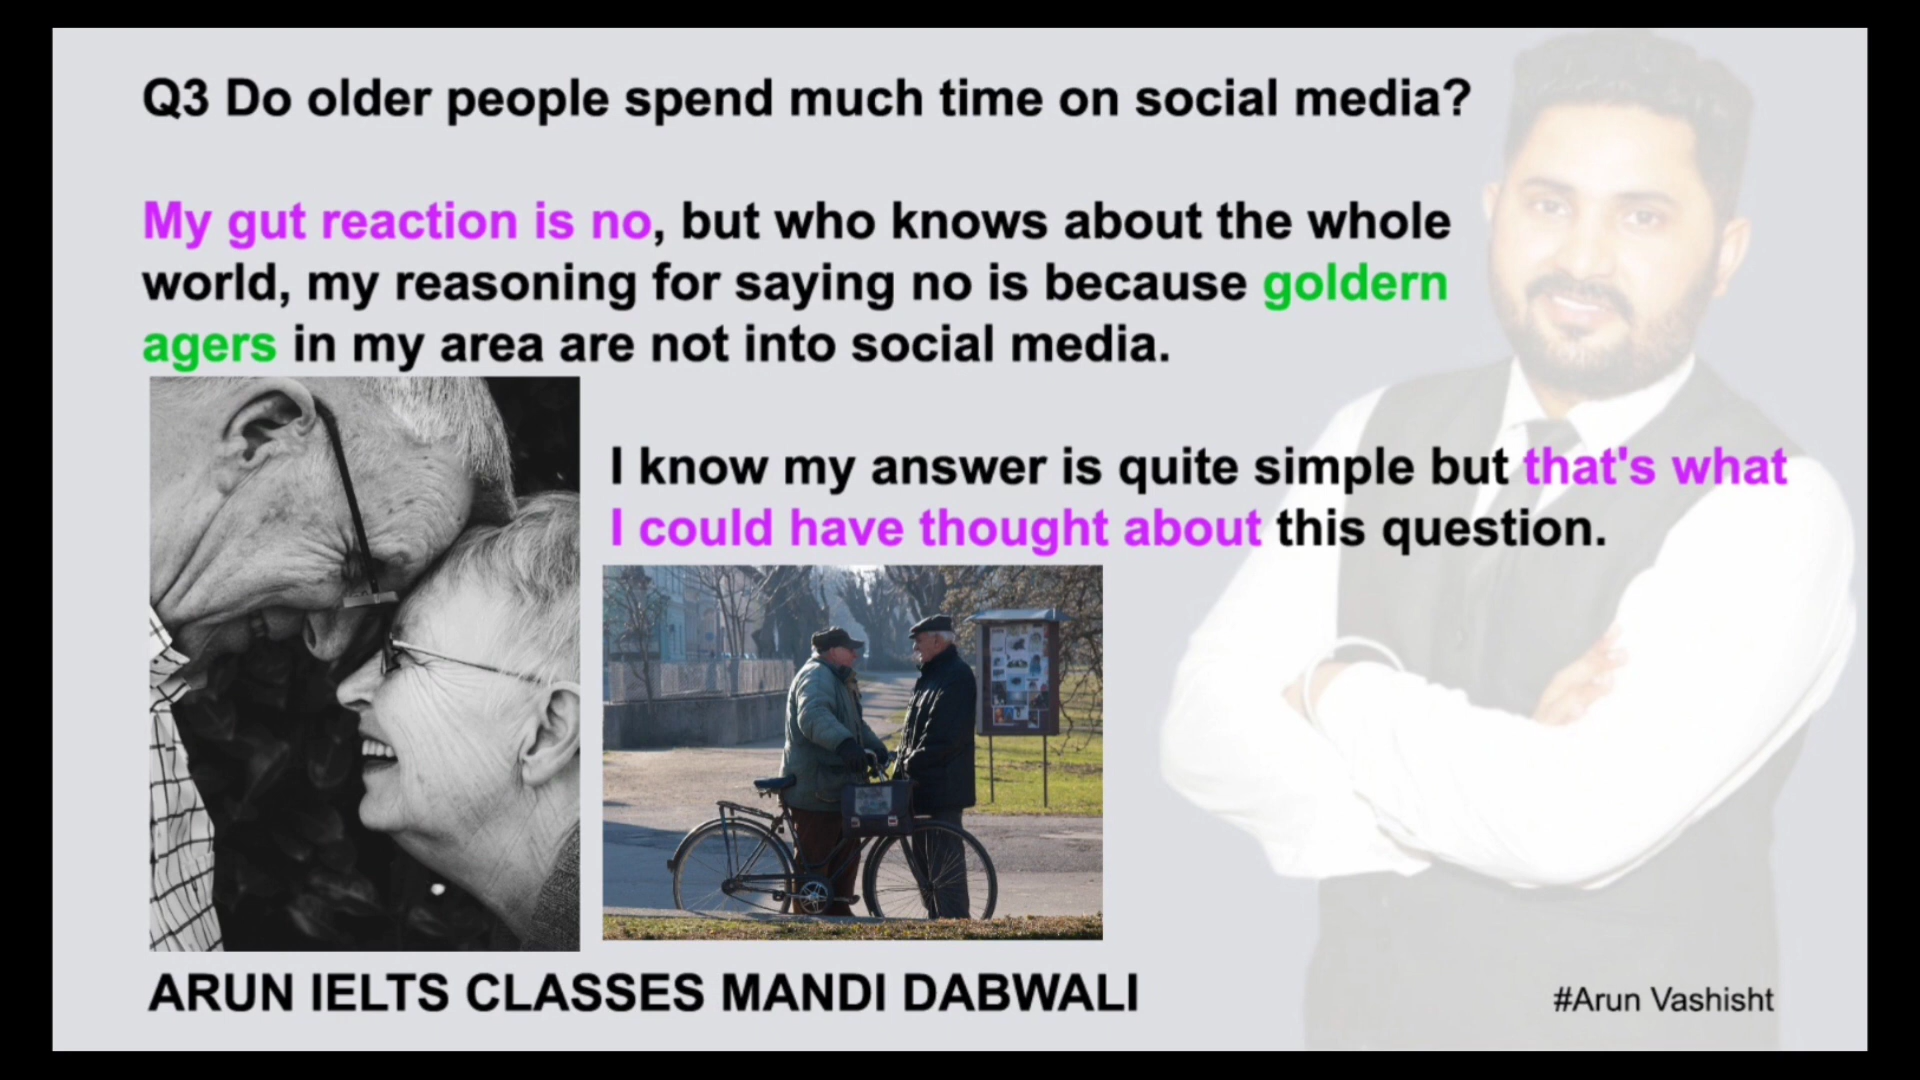 Q3 Do older people spend much time on social media?
My gut reaction is no, but who knows about the whole
world, my reasoning for saying no is because goldern
agers in my area are not into social media.
I know my answer is quite simple but that's what
I could have thought about this question.
ARUN IELTS CLASSES MANDI DABWALI
#Arun Vashisht